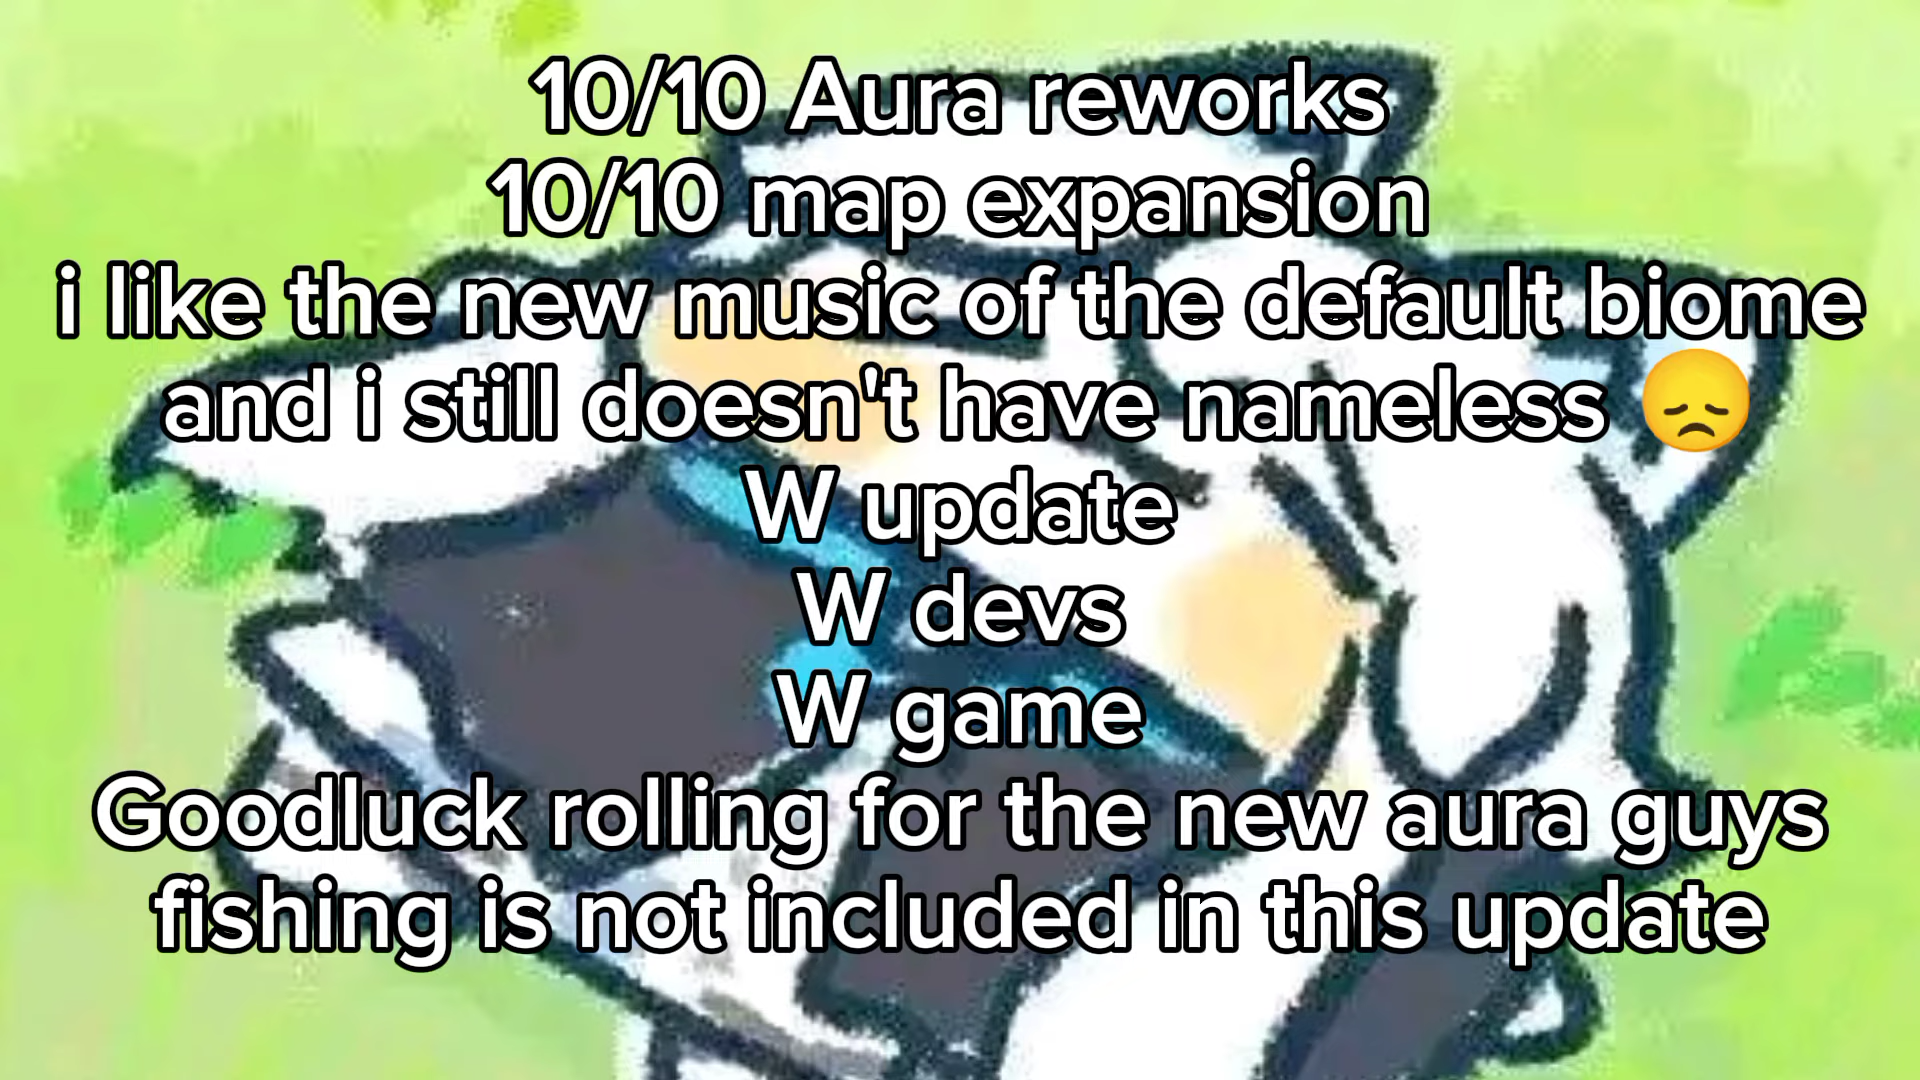 10/10 Aura reworks
10/10 map expansion
i like the new music of the default biome
and i still doesn't have nameless 😞
W update
W devs
W game
Goodluck rolling for the new aura guys
fishing is not included in this update